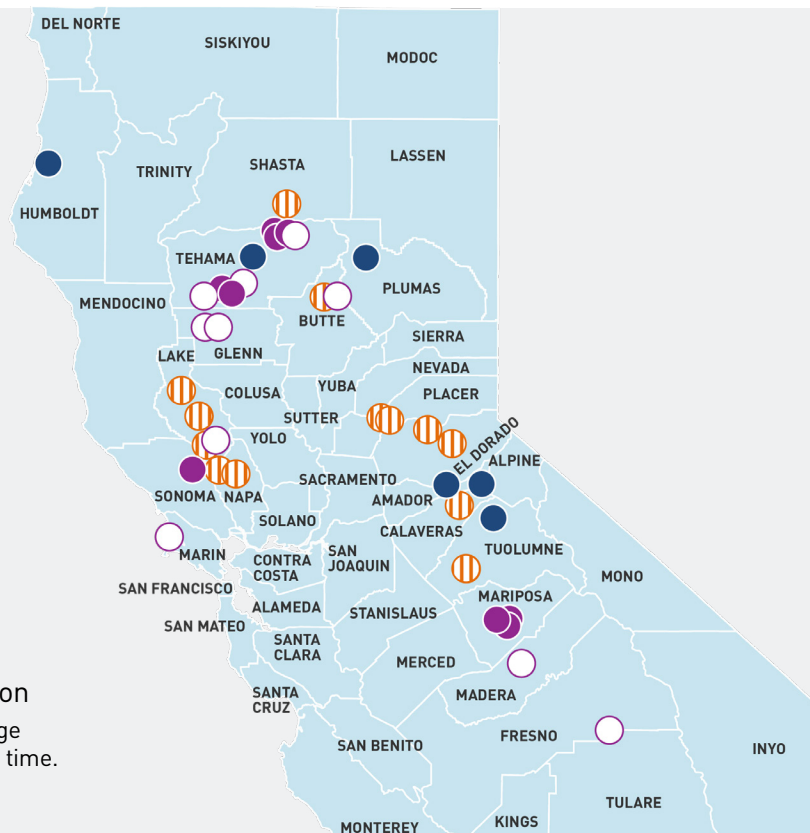 DEL NORTE
SISKIYOU
MODOC
TRINITY
SHASTA
LASSEN
HUMBOLDT
TEHAMA
PLUMAS
MENDOCINO
BUTTE
SIERRA
LAKE
GLENN
NEVADA
COLUSA
YUBA
PLACER
SUTTER
YOLO
EL DORADO
ALPINE
SACRAMENTO
SONOMA
NAPA
AMADOR
SOLANO
CALAVERAS
TUOLUMNE
MARIN
CONTRA
COSTA
SAN
JOAQUIN
MONO
SAN FRANCISCO
MARIPOSA
ALAMEDA
STANISLAUS
SAN MATEO
SANTA
CLARA
MERCED
on
SANTA
CRUZ
MADERA
ge
time.
SAN BENITO
FRESNO
INYO
TULARE
KINGS
MONTEREY